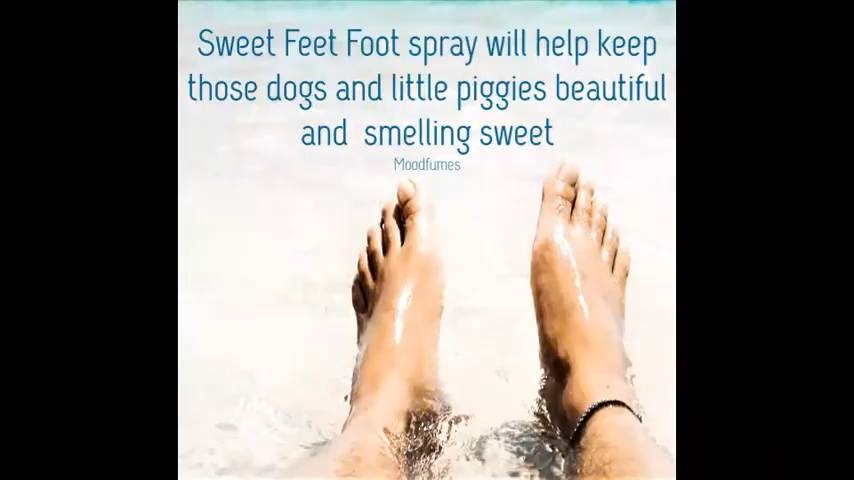 Sweet Feet Foot spray will help keep
those dogs and little piggies beautiful
and smelling sweet
Moodfumes